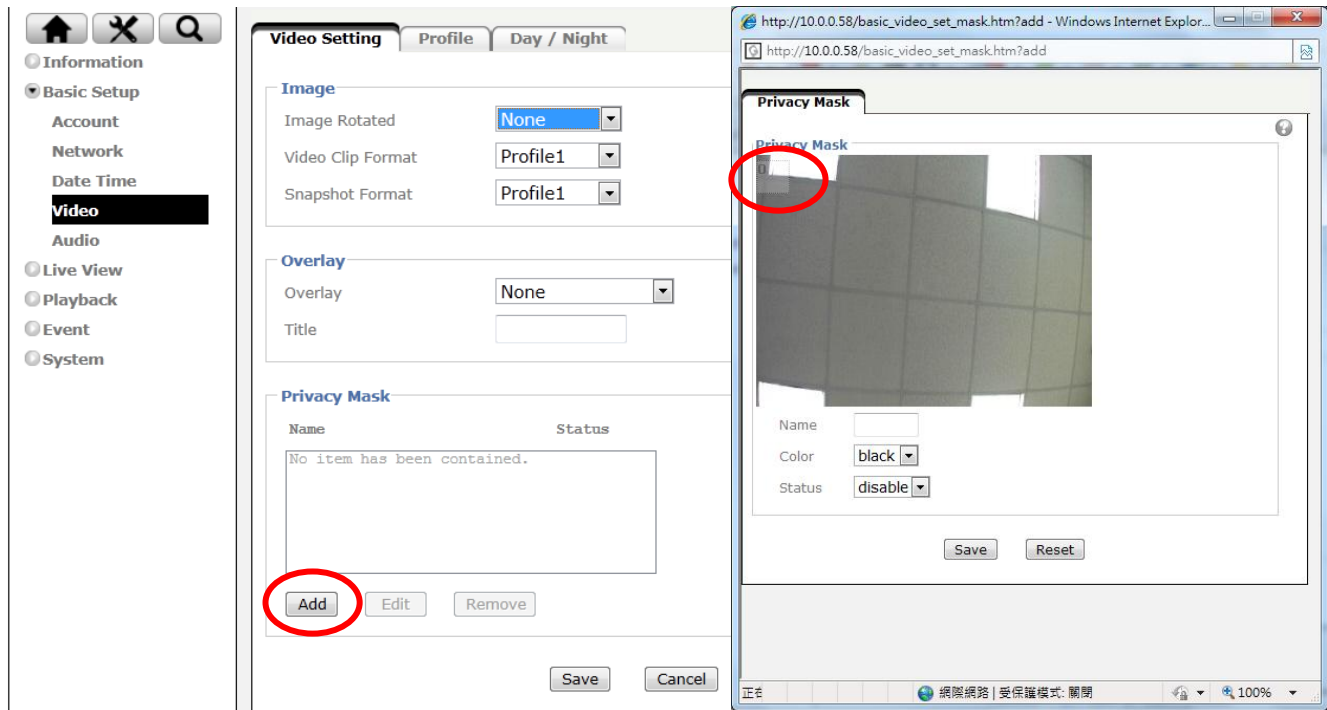 Information
Basic Setup
Account
Network
Date Time
Video
Audio
Live View
Playback
Event
System
Video Setting Profile Day / Night
Image
Image Rotated None
Video Clip Format Profile1
Snapshot Format Profile1
Overlay
Overlay None
Title
Privacy Mask
Name Status
No item has been contained.
Add Edit Remove
Save Cancel
http://10.0.0.58/basic_video_set_mask.htm?add - Windows Internet Explor...
http://10.0.0.58/basic_video_set_mask.htm?add
Privacy Mask
Privacy Mask
0
Name
Color black
Status disable
Save Reset
正在 網際網路 | 受保護模式: 關閉 100%